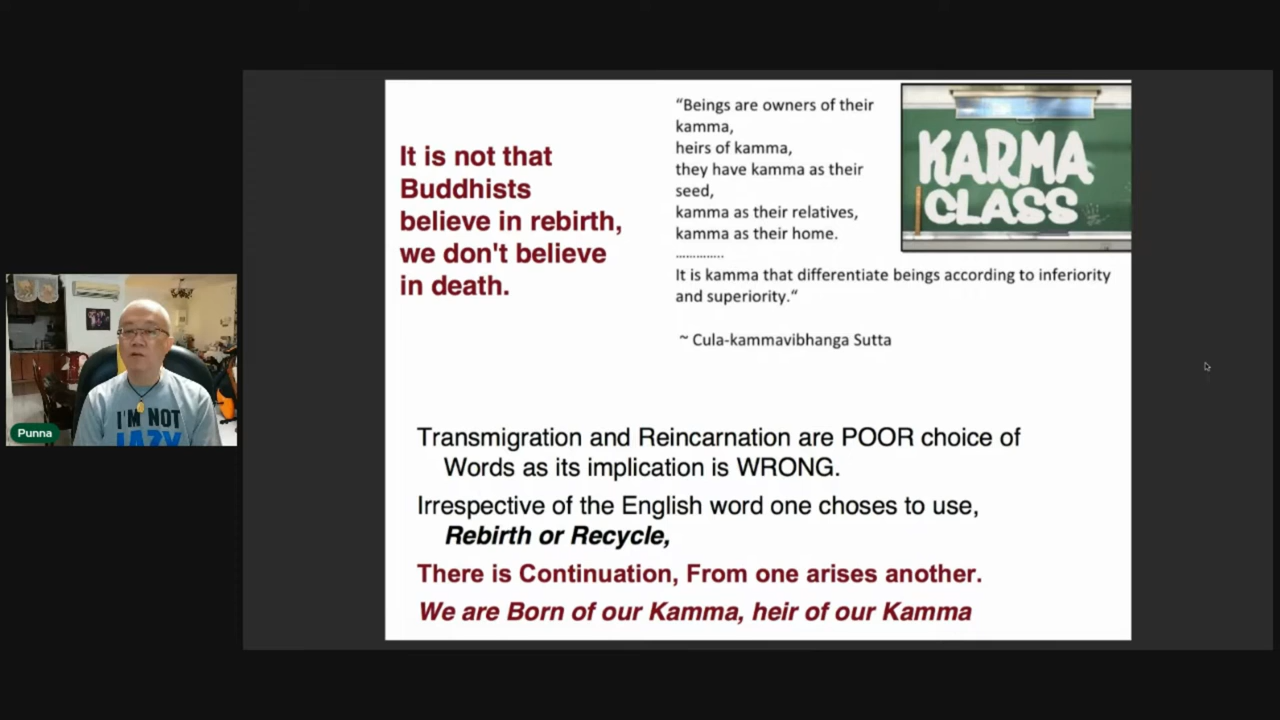 It is not that
Buddhists
believe in rebirth,
we don't believe
in death.
“Beings are owners of their
kamma,
heirs of kamma,
they have kamma as their
seed,
kamma as their relatives,
kamma as their home.
…………..
It is kamma that differentiate beings according to inferiority
and superiority.“
~ Cula-kammavibhanga Sutta
KARMA
CLASS
I'M NOT
LAZY
Punna
Transmigration and Reincarnation are POOR choice of
Words as its implication is WRONG.
Irrespective of the English word one choses to use,
Rebirth or Recycle,
There is Continuation, From one arises another.
We are Born of our Kamma, heir of our Kamma